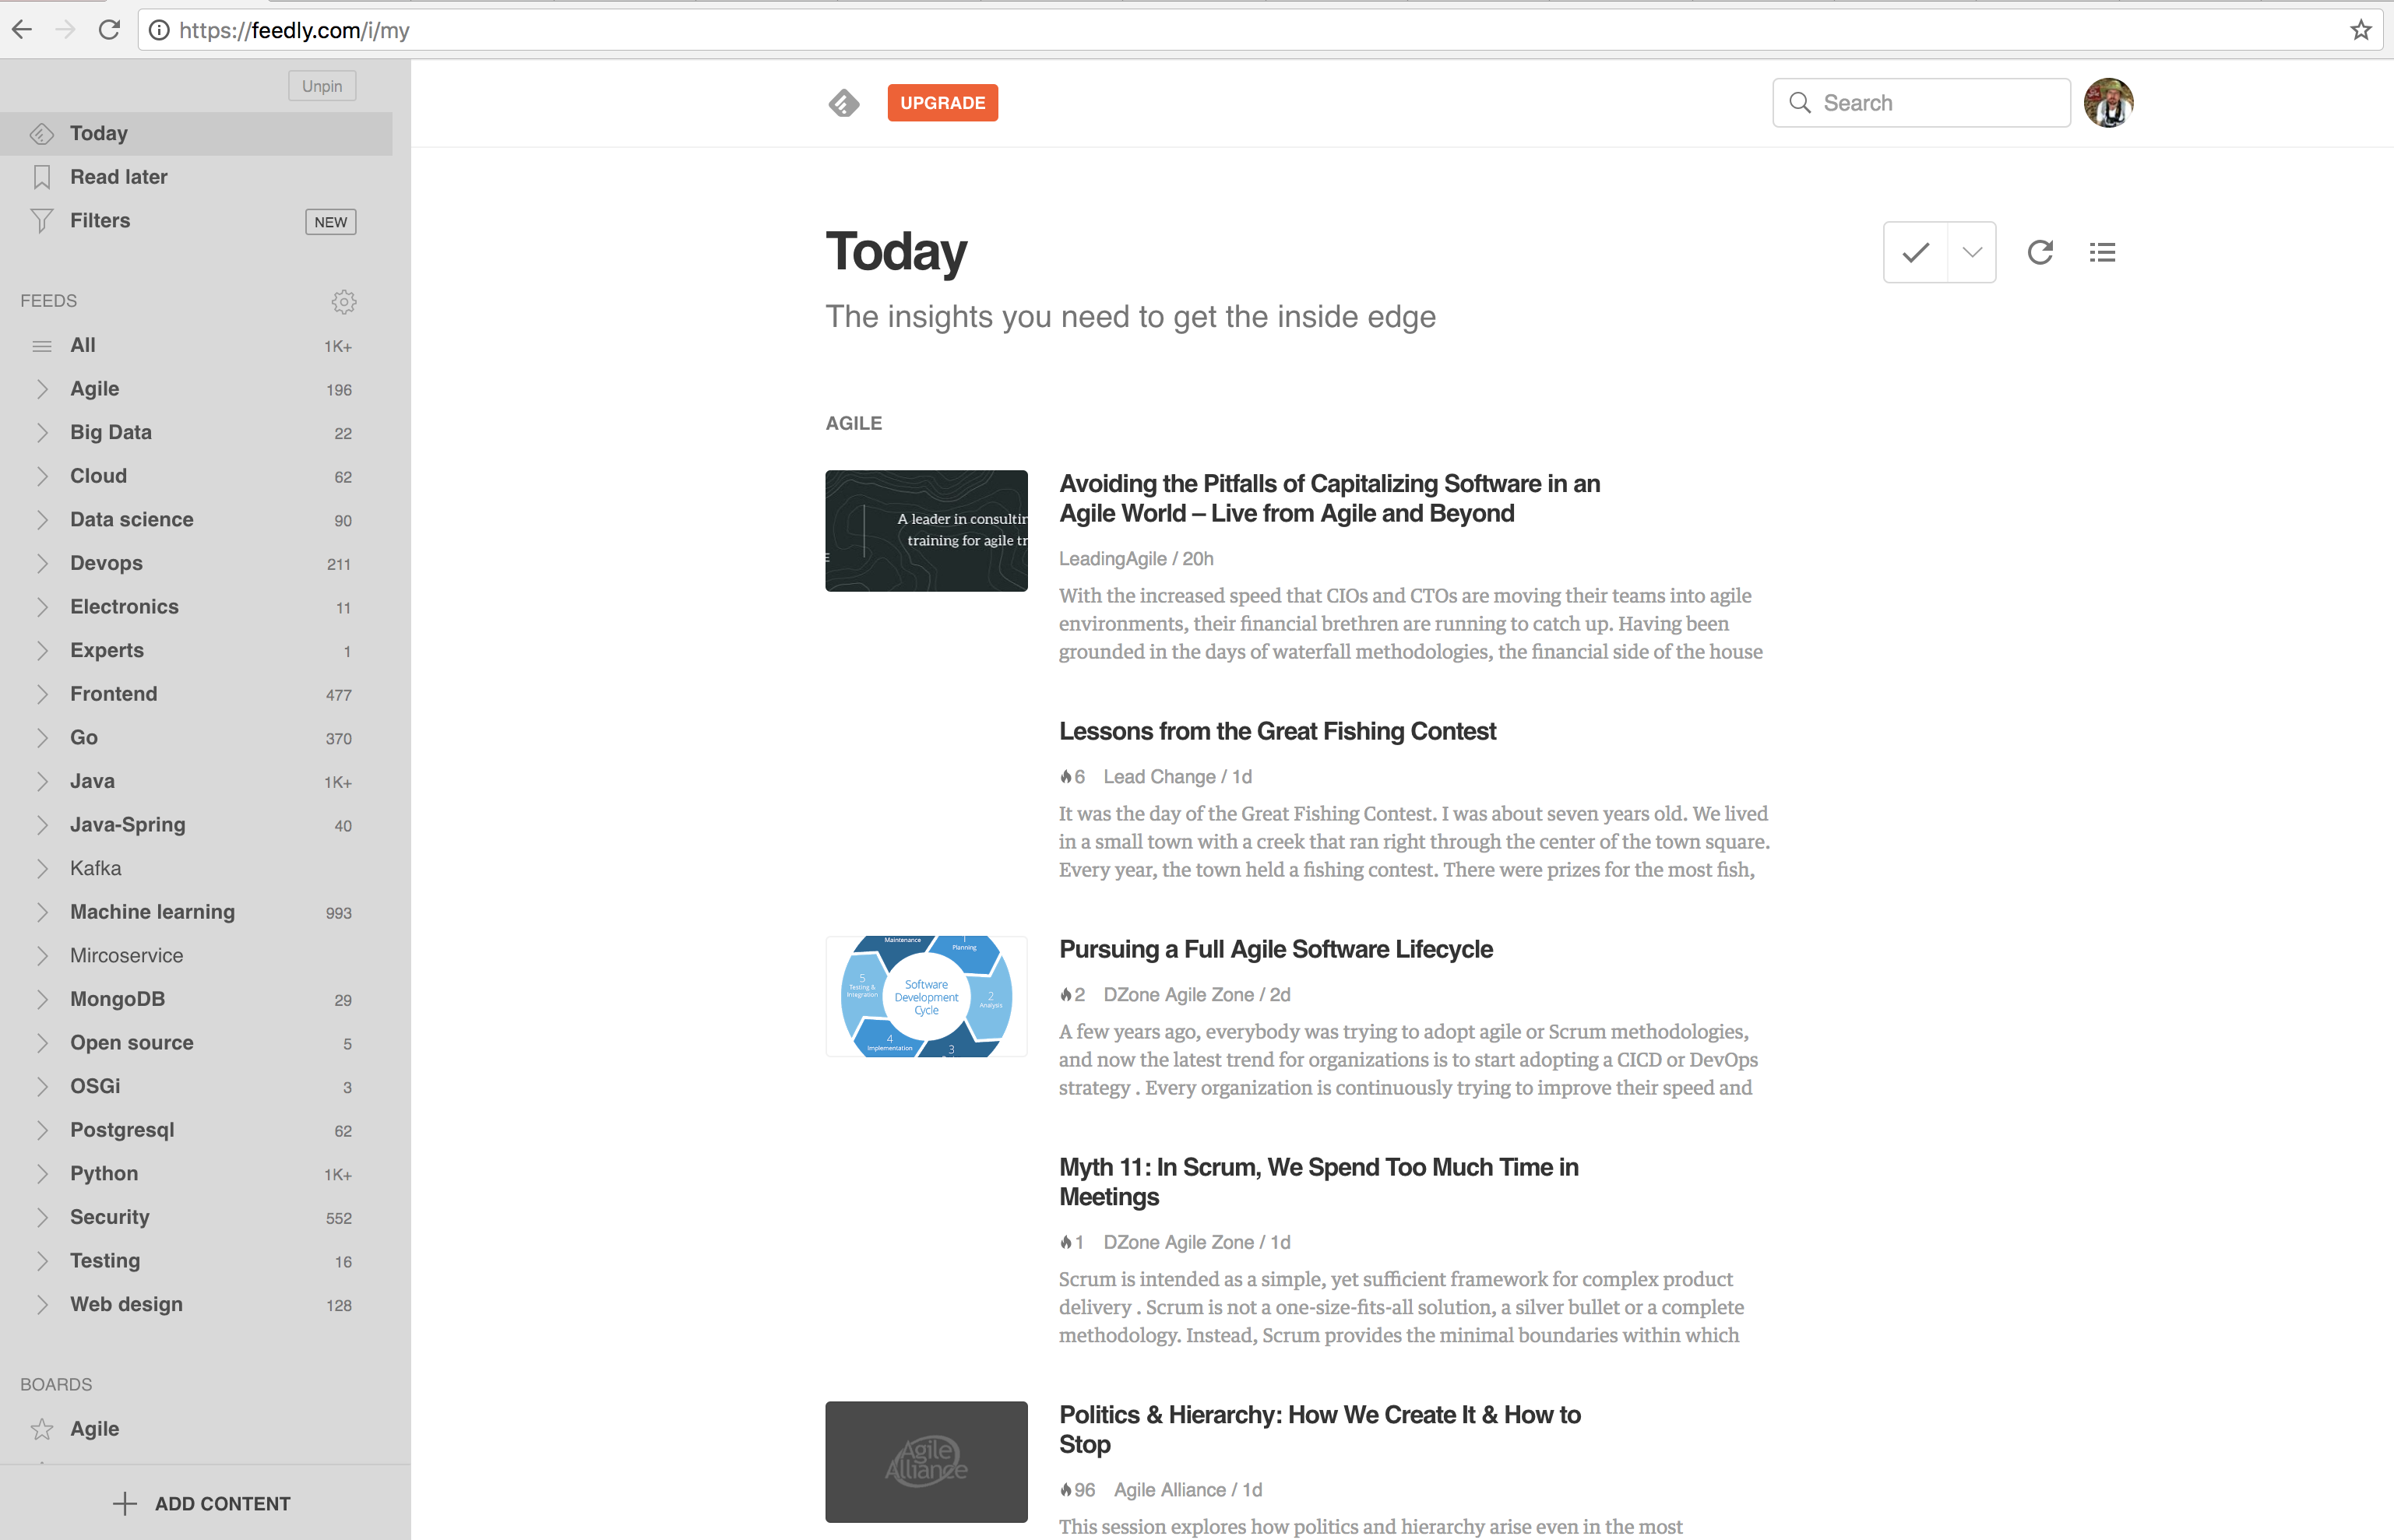 https://feedly.com/i/my
Unpin
Today
Read later
Filters NEW
FEEDS
All 1K+
Agile 196
Big Data 22
Cloud 62
Data science 90
Devops 211
Electronics 11
Experts 1
Frontend 477
Go 370
Java 1K+
Java-Spring 40
Kafka
Machine learning 993
Mircoservice
MongoDB 29
Open source 5
OSGi 3
Postgresql 62
Python 1K+
Security 552
Testing 16
Web design 128
BOARDS
Agile
ADD CONTENT
UPGRADE
Search
Today
The insights you need to get the inside edge
AGILE
A leader in consultin
training for agile tr
E
Avoiding the Pitfalls of Capitalizing Software in an
Agile World – Live from Agile and Beyond
LeadingAgile / 20h
With the increased speed that CIOs and CTOs are moving their teams into agile
environments, their financial brethren are running to catch up. Having been
grounded in the days of waterfall methodologies, the financial side of the house
Lessons from the Great Fishing Contest
6 Lead Change / 1d
It was the day of the Great Fishing Contest. I was about seven years old. We lived
in a small town with a creek that ran right through the center of the town square.
Every year, the town held a fishing contest. There were prizes for the most fish,
Maintenance
1
Planning
5
Testing &
Integration
Software
Development
Cycle
2
Analysis
4
Implementation
3
Pursuing a Full Agile Software Lifecycle
2 DZone Agile Zone / 2d
A few years ago, everybody was trying to adopt agile or Scrum methodologies,
and now the latest trend for organizations is to start adopting a CICD or DevOps
strategy . Every organization is continuously trying to improve their speed and
Myth 11: In Scrum, We Spend Too Much Time in
Meetings
1 DZone Agile Zone / 1d
Scrum is intended as a simple, yet sufficient framework for complex product
delivery . Scrum is not a one-size-fits-all solution, a silver bullet or a complete
methodology. Instead, Scrum provides the minimal boundaries within which
Agile
Alliance
Politics & Hierarchy: How We Create It & How to
Stop
96 Agile Alliance / 1d
This session explores how politics and hierarchy arise even in the most